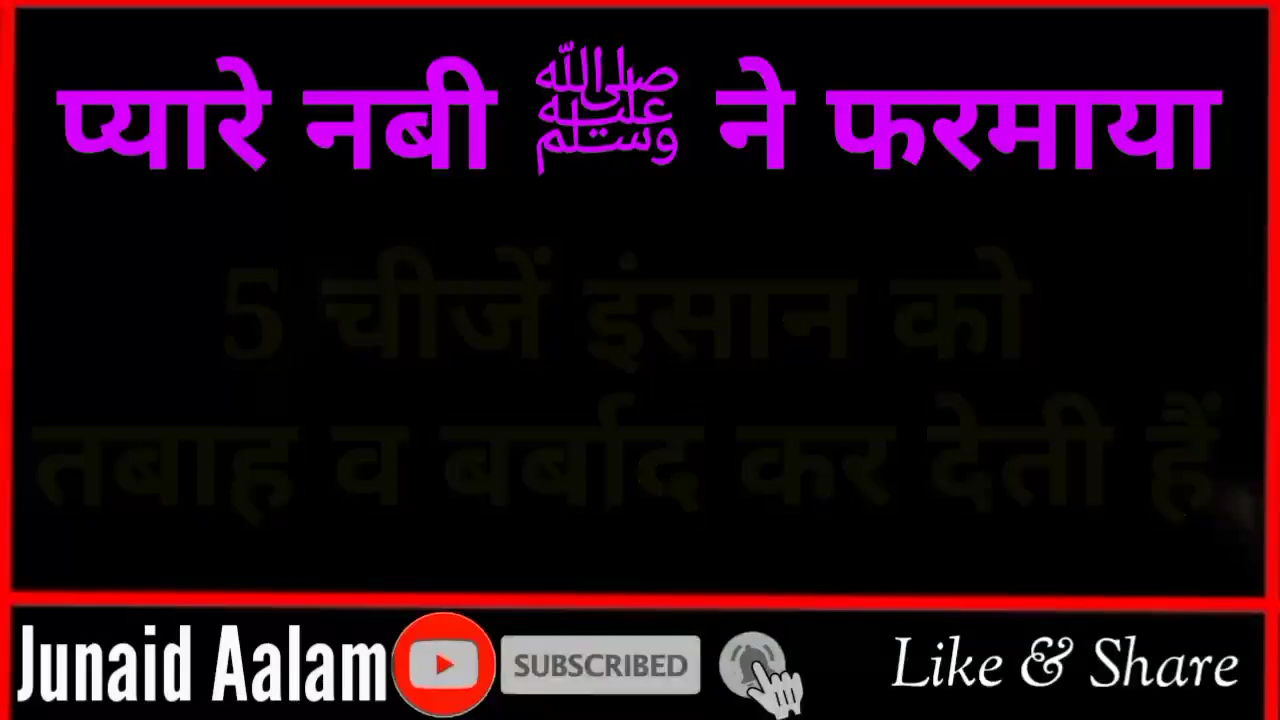 प्यारे नबी ﷺ ने फरमाया
5 चीजें इंसान को
तबाह व बर्बाद कर देती हैं
Junaid Aalam SUBSCRIBED Like & Share